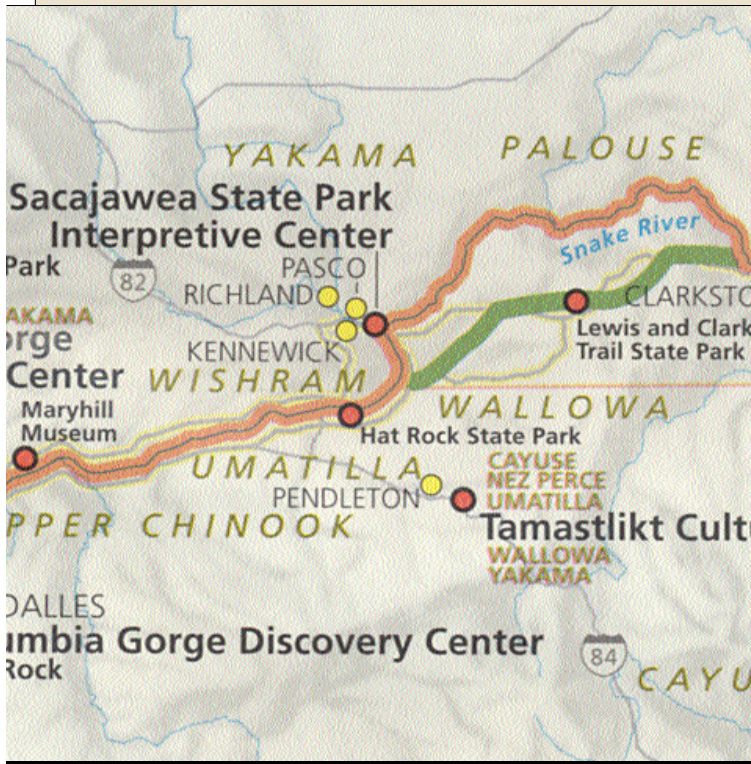 YAKAMA
PALOUSE
Sacajawea State Park
Interpretive Center
Snake River
Park
82
PASCO
RICHLAND
CLARKSTO
AKAMA
orge
Center
KENNEWICK
Lewis and Clark
Trail State Park
WISHRAM
WALLOWA
Maryhill
Museum
Hat Rock State Park
UMATILLA
CAYUSE
NEZ PERCE
UMATILLA
PENDLETON
PPER CHINOOK
Tamastlikt Cult
WALLOWA
YAKAMA
DALLES
umbia Gorge Discovery Center
Rock
84
CAYU